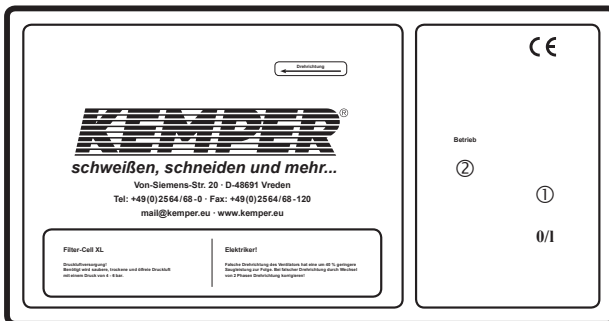 Drehrichtung
KEMPER®
schweißen, schneiden und mehr...
Von-Siemens-Str. 20 · D-48691 Vreden
Tel: +49(0)2564/68-0 · Fax: +49(0)2564/68-120
mail@kemper.eu · www.kemper.eu
Filter-Cell XL
Druckluftversorgung!
Benötigt wird saubere, trockene und ölfreie Druckluft
mit einem Druck von 4 - 6 bar.
Elektriker!
Falsche Drehrichtung des Ventilators hat eine um 40 % geringere
Saugleistung zur Folge. Bei falscher Drehrichtung durch Wechsel
von 2 Phasen Drehrichtung korrigieren!
CE
Betrieb
②
①
0/I